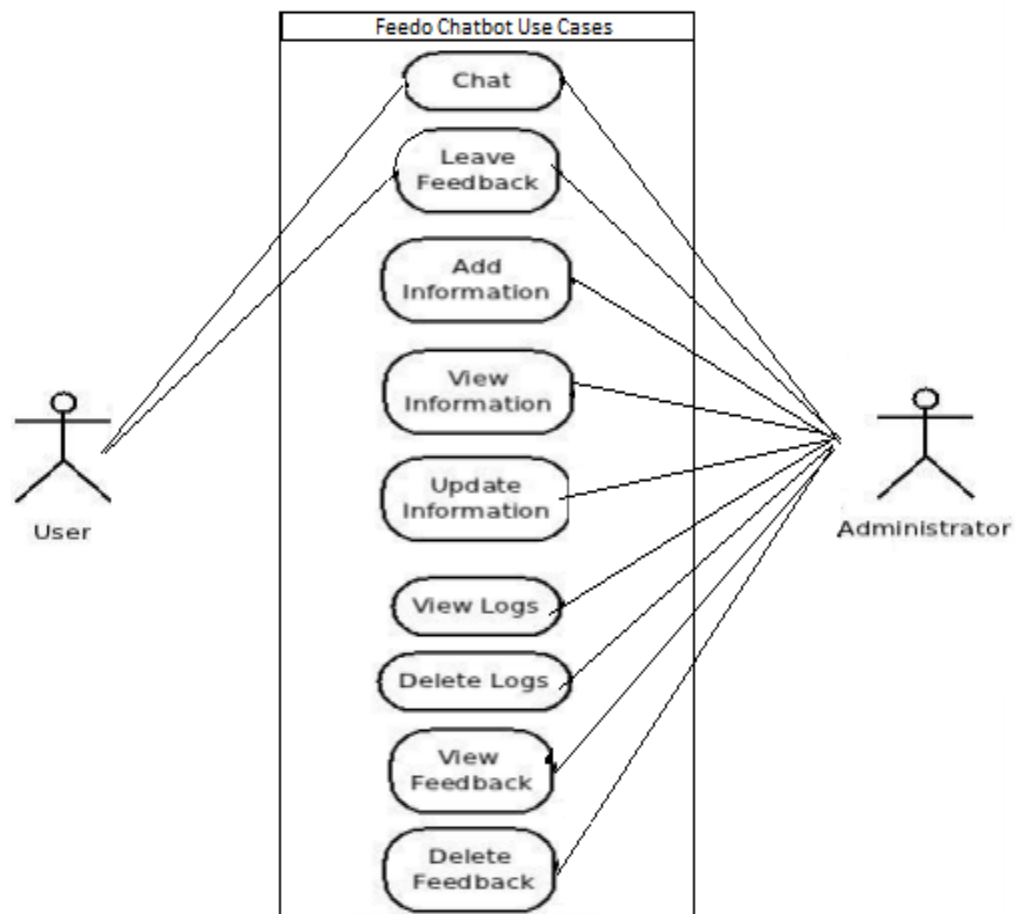 Feedo Chatbot Use Cases
Chat
Leave
Feedback
Add
Information
View
Information
Update
Information
View Logs
Delete Logs
View
Feedback
Delete
Feedback
User
Administrator